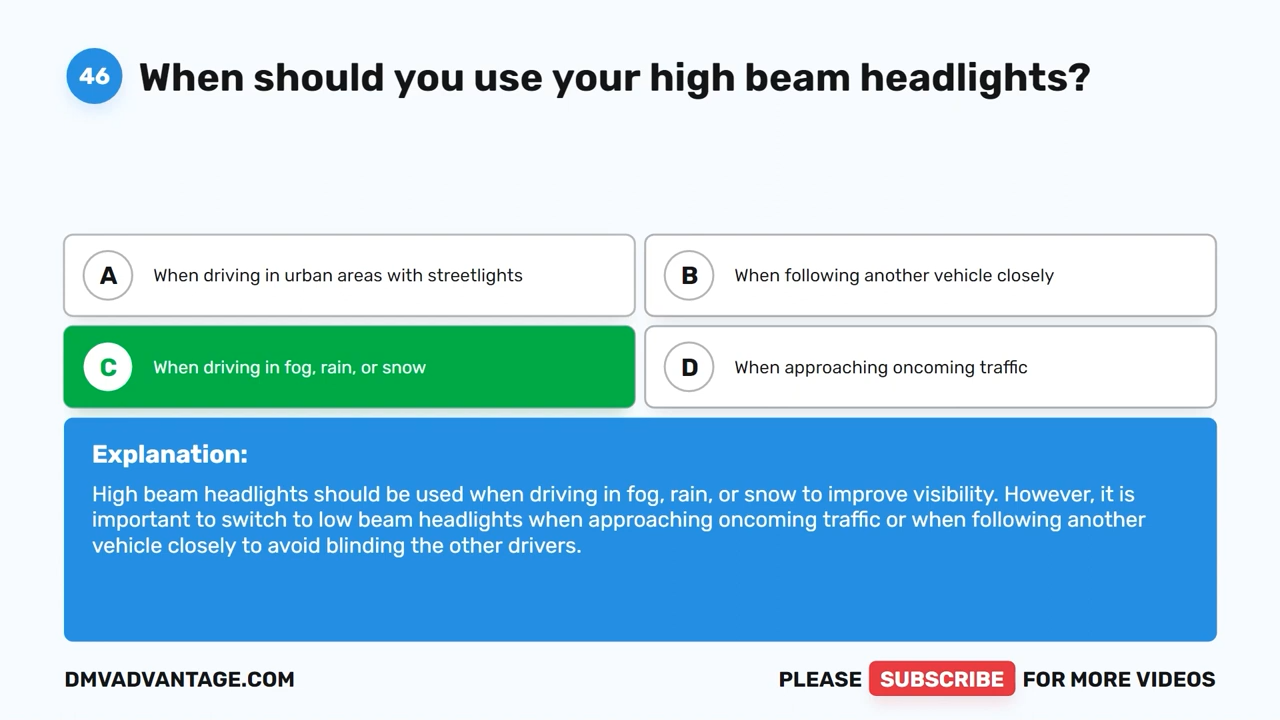 46 When should you use your high beam headlights?
A When driving in urban areas with streetlights
B When following another vehicle closely
C When driving in fog, rain, or snow
D When approaching oncoming traffic
Explanation:
High beam headlights should be used when driving in fog, rain, or snow to improve visibility. However, it is
important to switch to low beam headlights when approaching oncoming traffic or when following another
vehicle closely to avoid blinding the other drivers.
DMVADVANTAGE.COM
PLEASE SUBSCRIBE FOR MORE VIDEOS